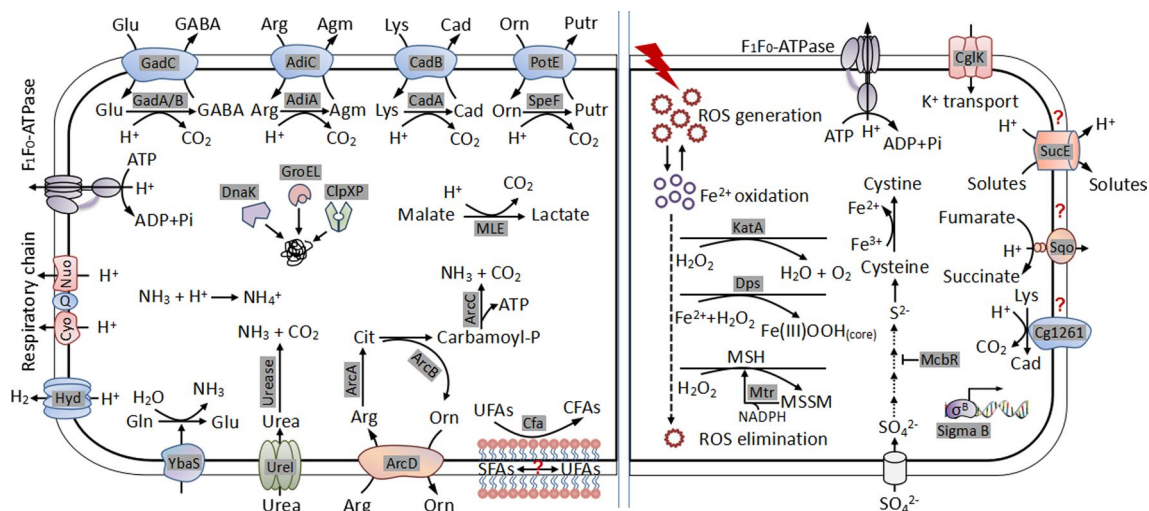 Glu GABA Arg Agm Lys Cad Orn Putr
GadC AdiC CadB PotE
Glu GadA/B GABA Arg AdiA Agm Lys CadA Cad Orn SpeF Putr
H⁺ CO₂ H⁺ CO₂ H⁺ CO₂ H⁺ CO₂
F₁F₀-ATPase
ATP
H⁺
ADP+Pi
DnaK GroEL ClpXP
H⁺ CO₂
Malate Lactate
MLE
Respiratory chain
Nuo H⁺
Q
Cyo H⁺
NH₃ + H⁺ NH₄⁺
NH₃ + CO₂
ArcC ATP
NH₃ + CO₂
Cit Carbamoyl-P
Urease ArcA ArcB
H₂ Hyd H⁺
H₂O NH₃
Gln Glu
Urea Arg Orn
UFAs CFAs
Cfa
YbaS UreI ArcD
SFAs ? UFAs
Urea Arg Orn
F₁F₀-ATPase
CglK
ROS generation
K⁺ transport
ATP H⁺ ADP+Pi
?
H⁺ H⁺
SucE
Solutes Solutes
Fe²⁺ oxidation
Cystine
Fe²⁺
Fe³⁺
Cysteine
KatA
H₂O₂ H₂O + O₂
?
Fumarate
H⁺ Sqo
Succinate
Dps
Fe²⁺+H₂O₂ Fe(III)OOH(core)
S²⁻
?
Lys
H⁺ Cg1261
CO₂
Cad
McbR
MSH
H₂O₂ Mtr MSSM
NADPH
SO₄²⁻
σᴮ
Sigma B
ROS elimination
SO₄²⁻
SO₄²⁻